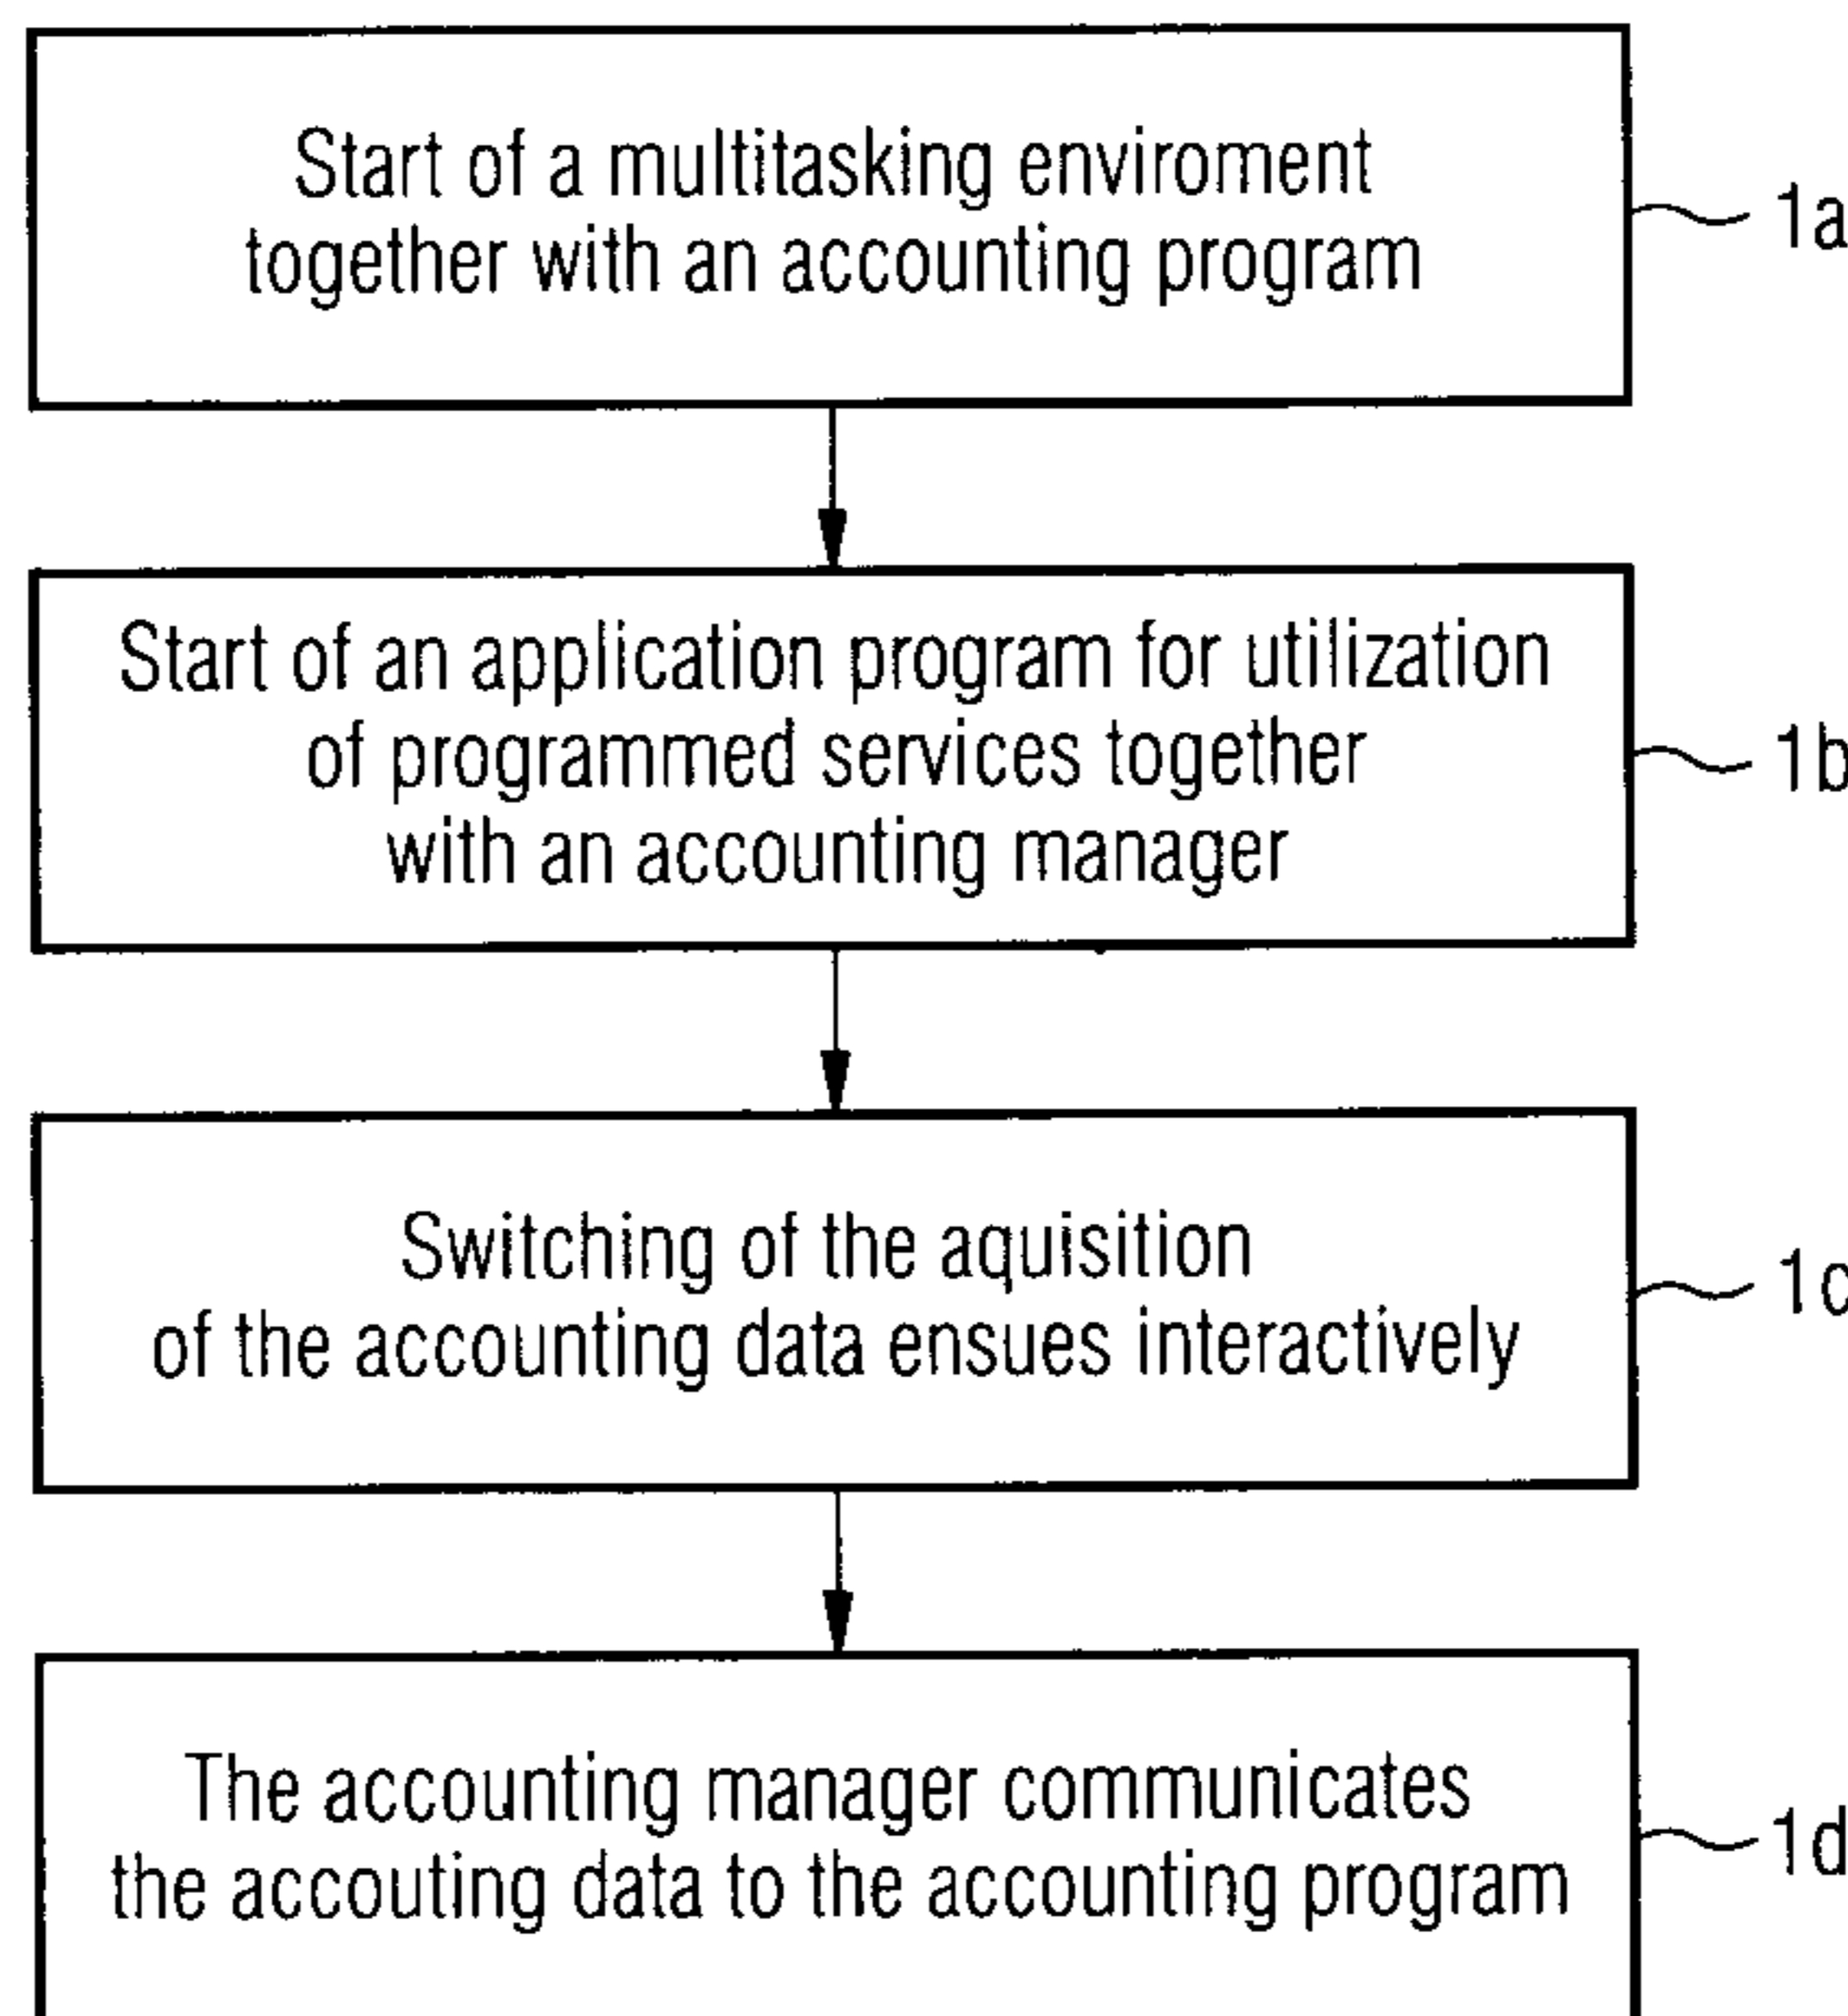 Start of a multitasking enviroment
together with an accounting program
1a
Start of an application program for utilization
of programmed services together
with an accounting manager
1b
Switching of the aquisition
of the accounting data ensues interactively
1c
The accounting manager communicates
the accouting data to the accounting program
1d